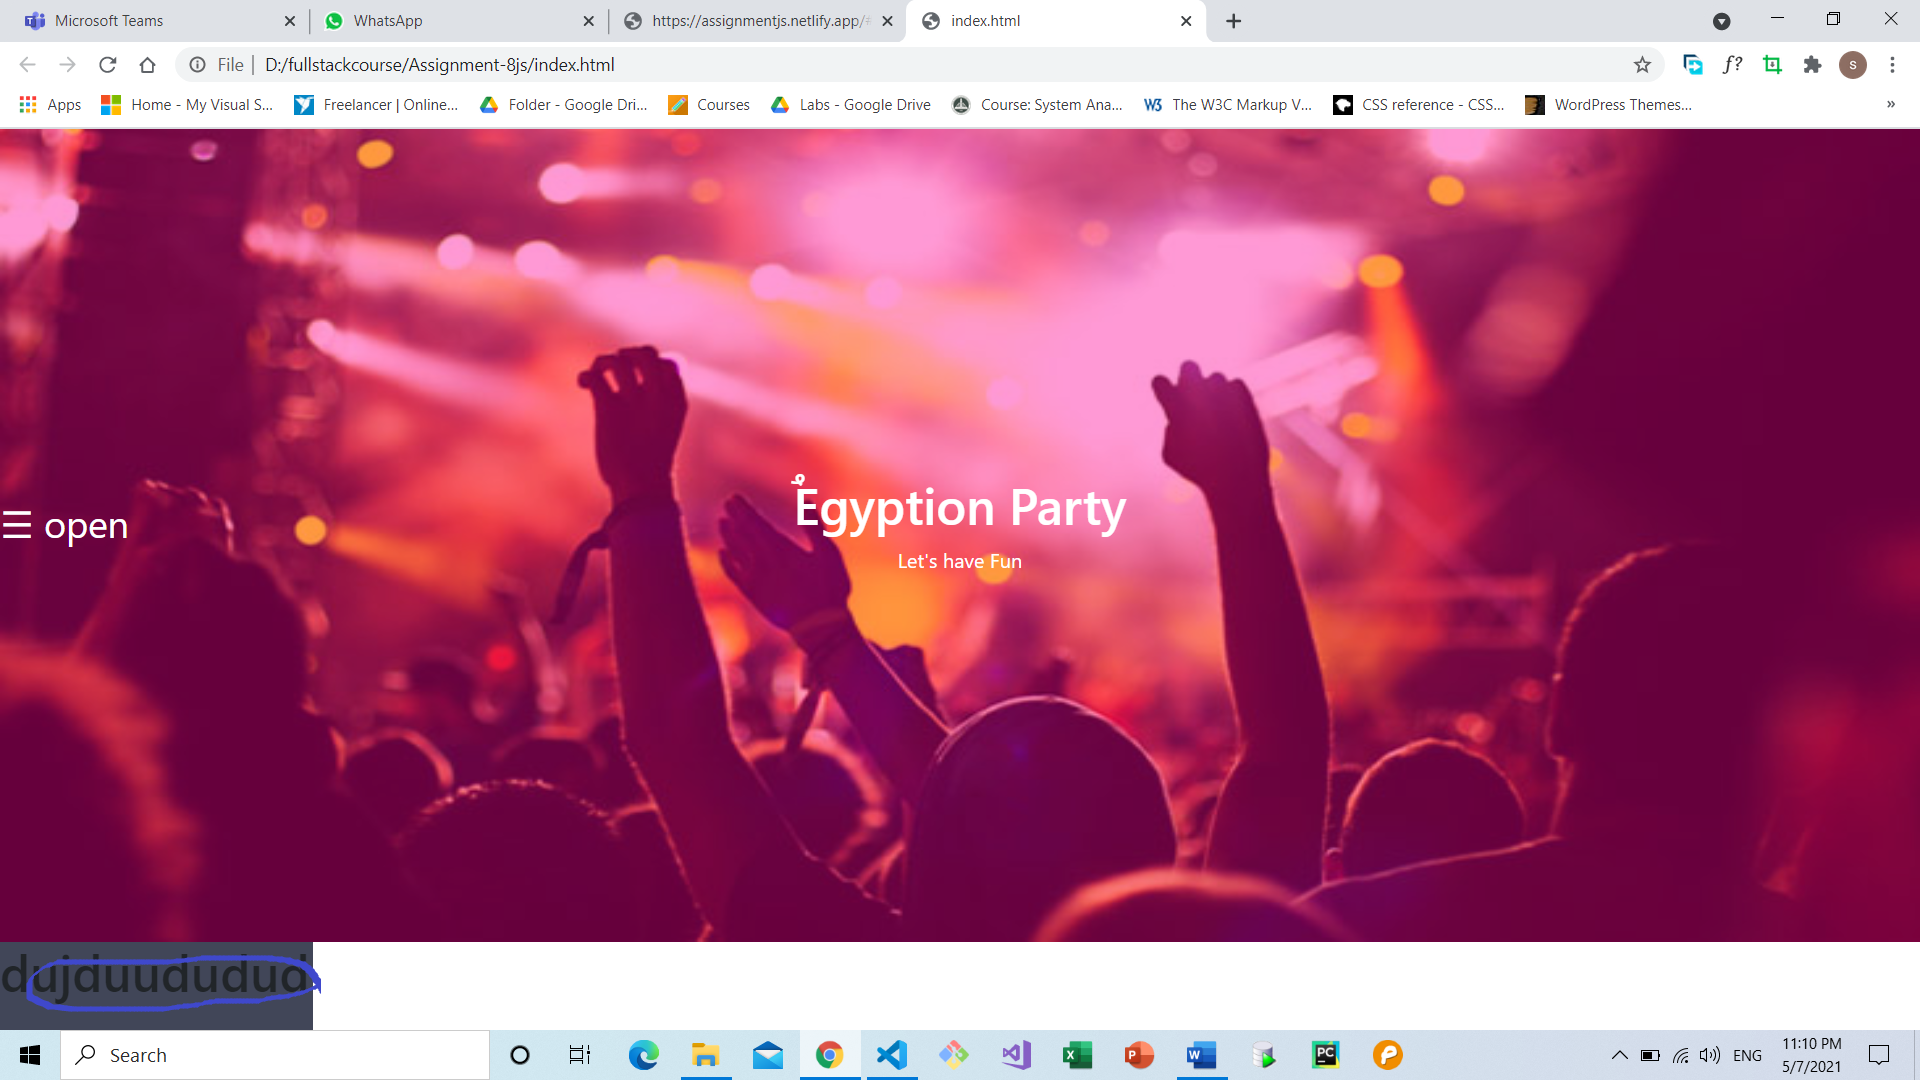 Microsoft Teams
WhatsApp
https://assignmentjs.netlify.app/#
index.html
File
D:/fullstackcourse/Assignment-8js/index.html
f?
s
Apps
Home - My Visual S...
Freelancer | Online...
Folder - Google Dri...
Courses
Labs - Google Drive
Course: System Ana...
W3 The W3C Markup V...
CSS reference - CSS...
WordPress Themes...
»
و
Egyption Party
☰ open
Let's have Fun
dujduududud
Search
ENG
11:10 PM
5/7/2021